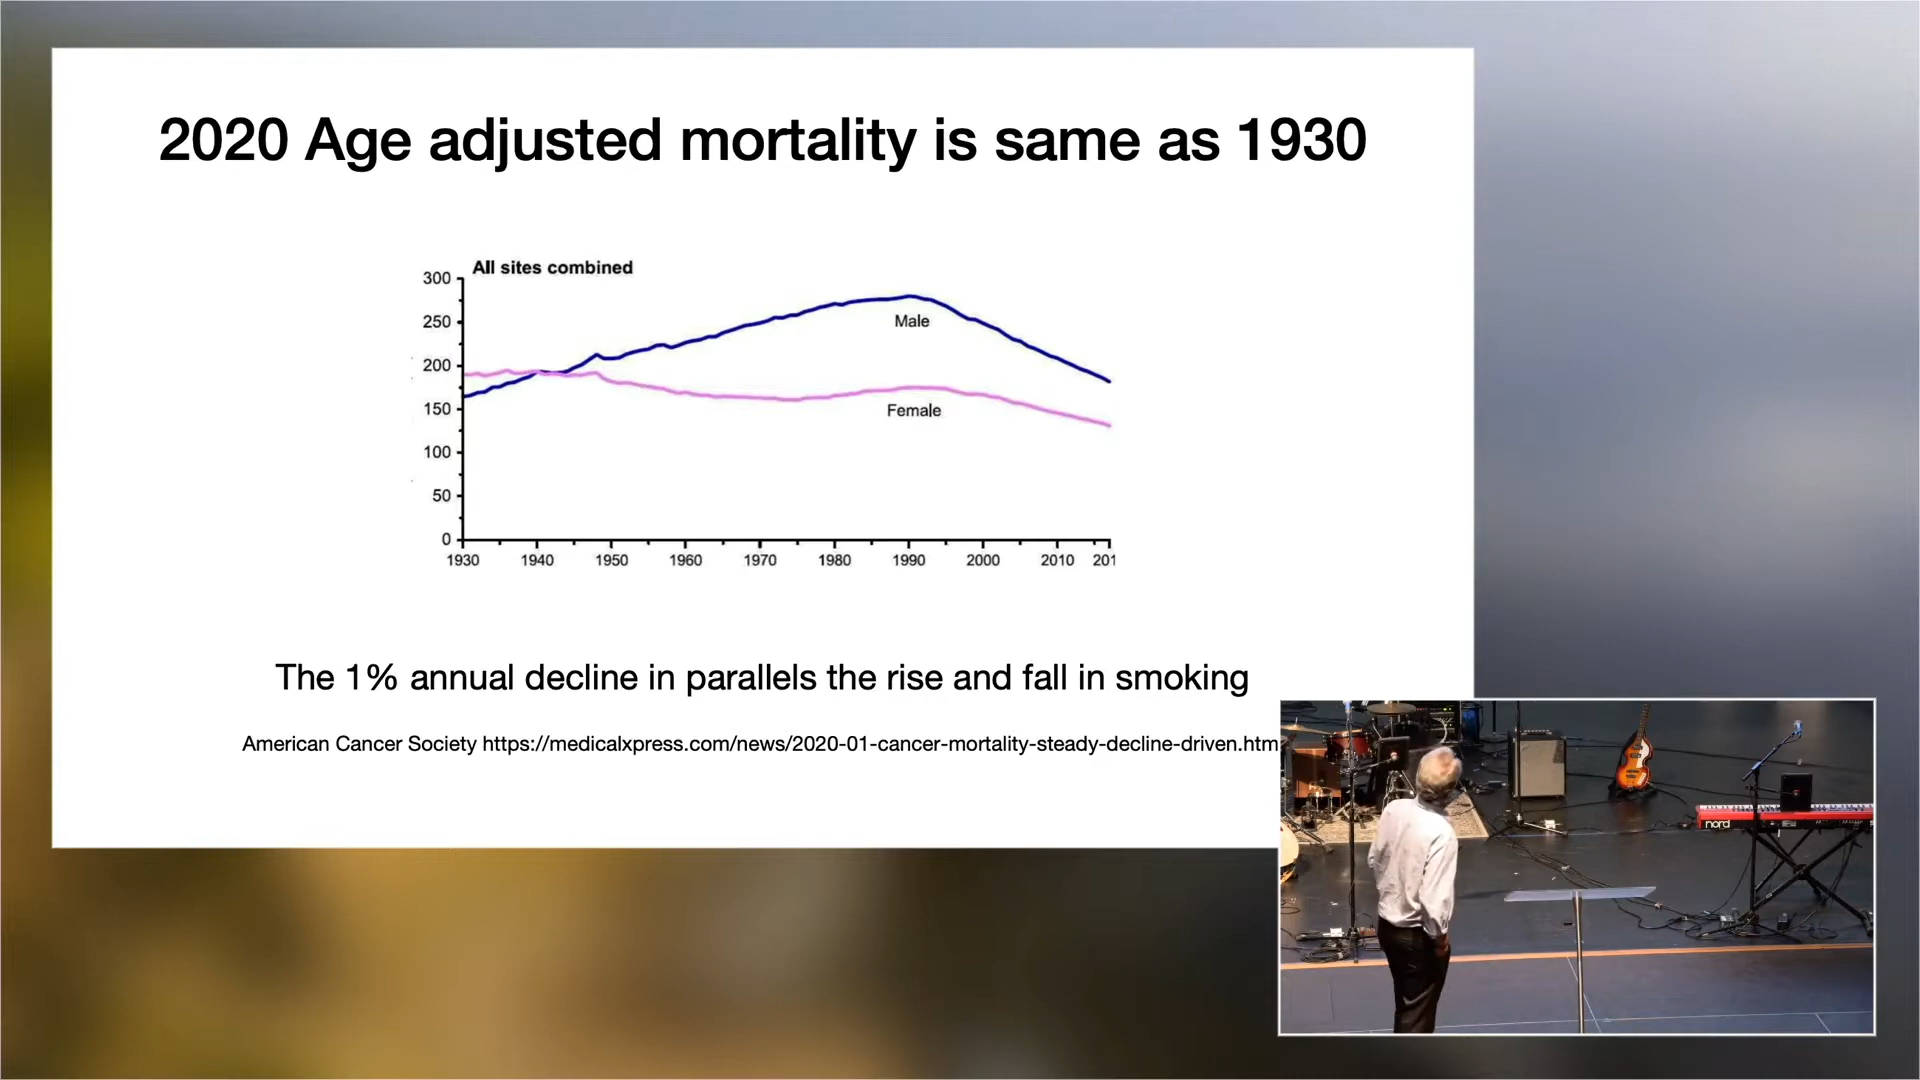 2020 Age adjusted mortality is same as 1930
All sites combined
300
250
200
150
100
50
0
Male
Female
1930 1940 1950 1960 1970 1980 1990 2000 2010 201
The 1% annual decline in parallels the rise and fall in smoking
American Cancer Society https://medicalxpress.com/news/2020-01-cancer-mortality-steady-decline-driven.htm
nord